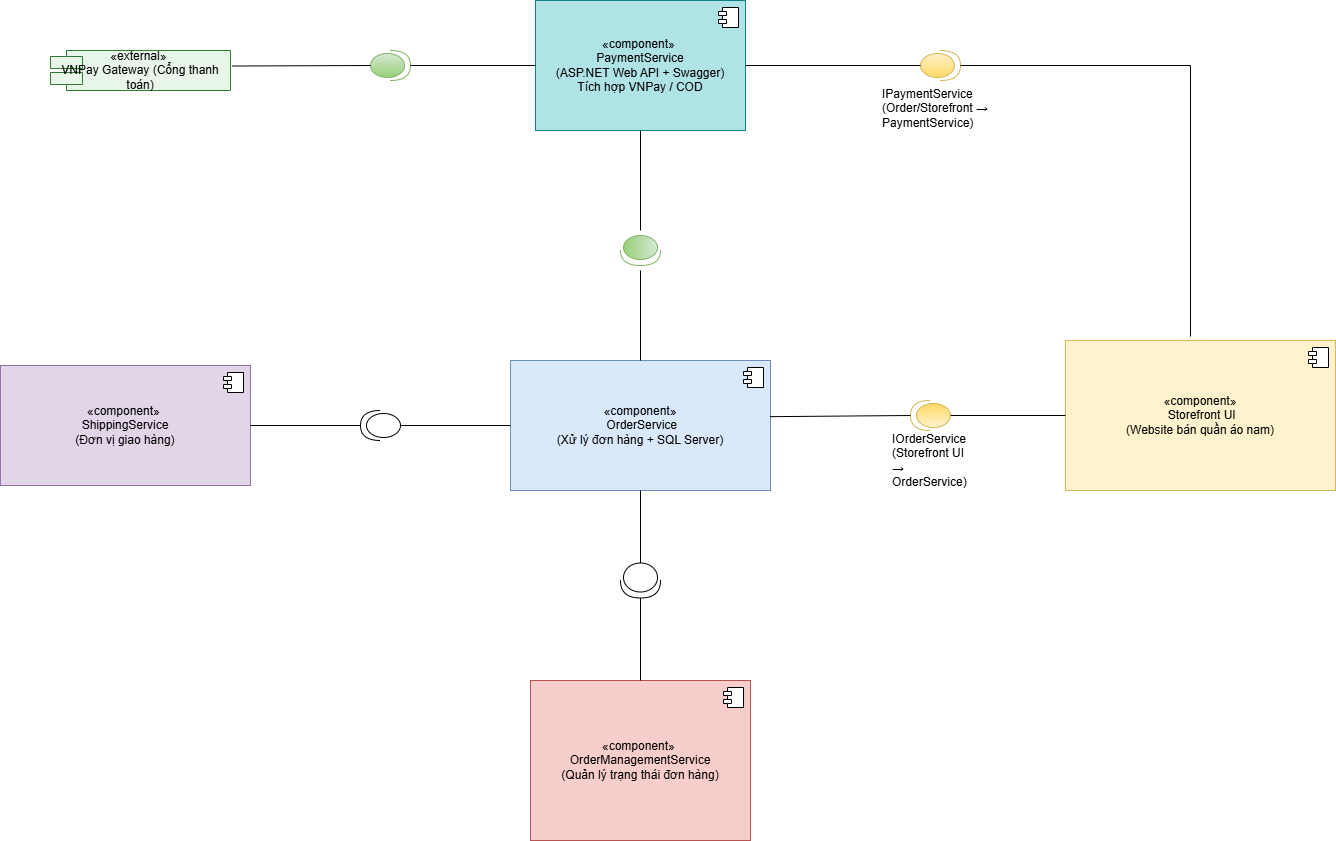 «external»
VNPay Gateway (Cổng thanh
toán)
«component»
PaymentService
(ASP.NET Web API + Swagger)
Tích hợp VNPay / COD
IPaymentService
(Order/Storefront →
PaymentService)
«component»
ShippingService
(Đơn vị giao hàng)
«component»
OrderService
(Xử lý đơn hàng + SQL Server)
IOrderService
(Storefront UI
→
OrderService)
«component»
Storefront UI
(Website bán quần áo nam)
«component»
OrderManagementService
(Quản lý trạng thái đơn hàng)